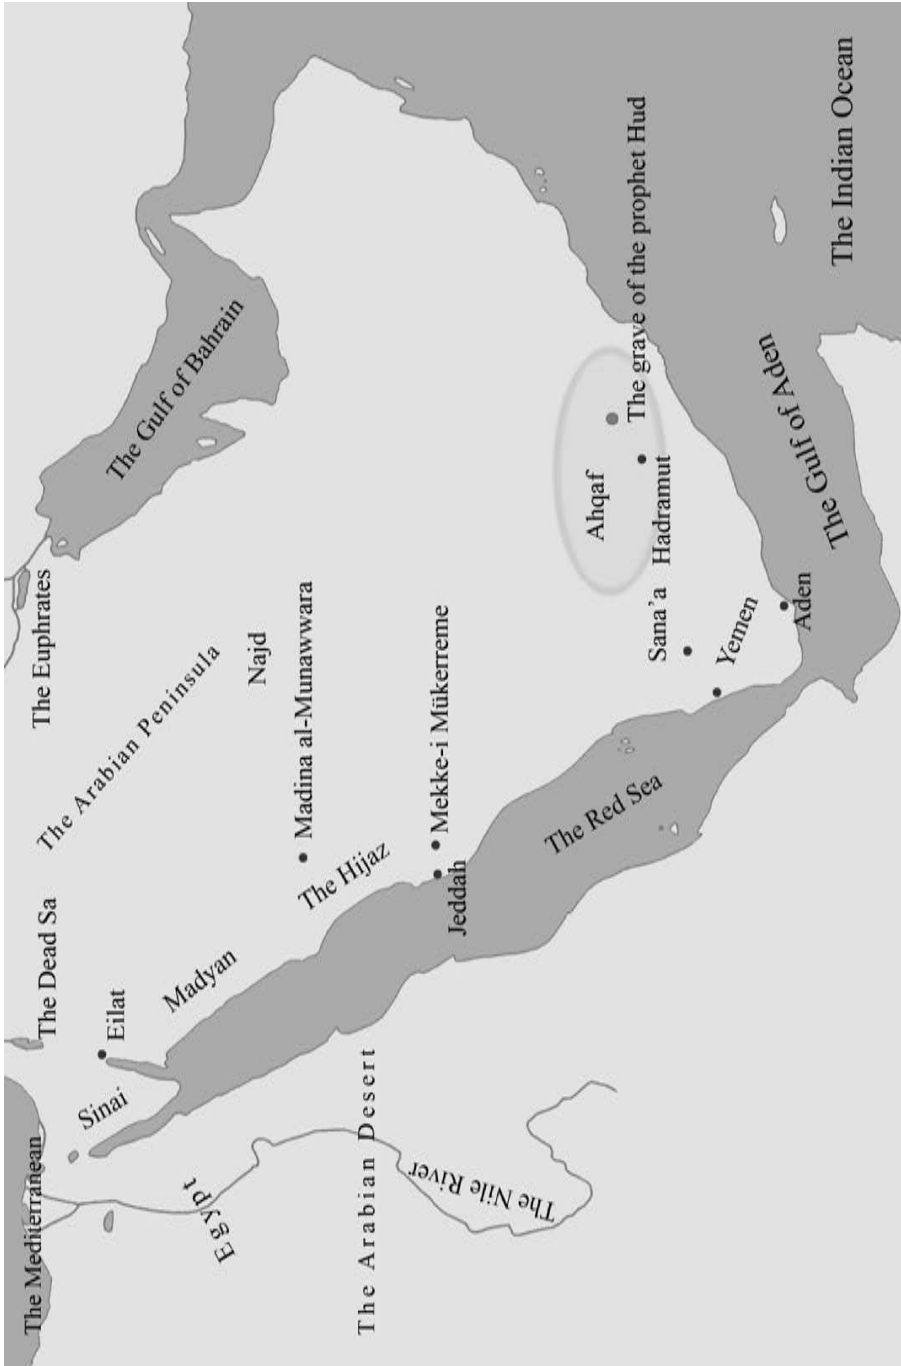 The Mediterranean
The Dead Sa
The Euphrates
Sinai
Eilat
The Arabian Peninsula
The Gulf of Bahrain
Egypt
Madyan
Najd
The Hijaz
Madina al-Munawwara
The Arabian Desert
The Nile River
Jeddah
Mekke-i Mükerreme
The Red Sea
Ahqaf
The grave of the prophet Hud
Hadramut
Sana’a
Yemen
Aden
The Gulf of Aden
The Indian Ocean